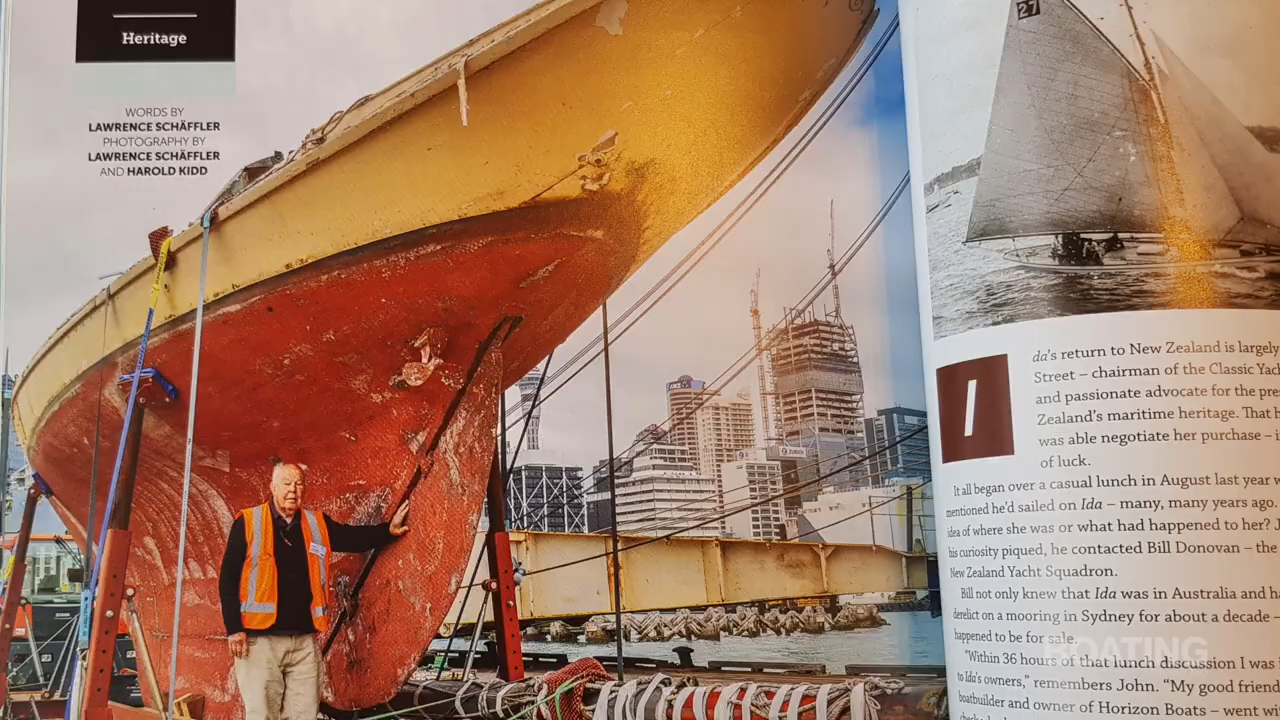 Heritage
WORDS BY
LAWRENCE SCHÄFFLER
PHOTOGRAPHY BY
LAWRENCE SCHÄFFLER
AND HAROLD KIDD
27
ZURICH
I
da's return to New Zealand is largely
Street – chairman of the Classic Yach
and passionate advocate for the pre
Zealand's maritime heritage. That h
was able negotiate her purchase – i
of luck.
It all began over a casual lunch in August last year w
mentioned he'd sailed on Ida – many, many years ago.
idea of where she was or what had happened to her? J
his curiosity piqued, he contacted Bill Donovan – the
New Zealand Yacht Squadron.
Bill not only knew that Ida was in Australia and ha
derelict on a mooring in Sydney for about a decade –
happened to be for sale.
"Within 36 hours of that lunch discussion I was
to Ida's owners," remembers John. "My good friend
boatbuilder and owner of Horizon Boats – went wi
BOATING